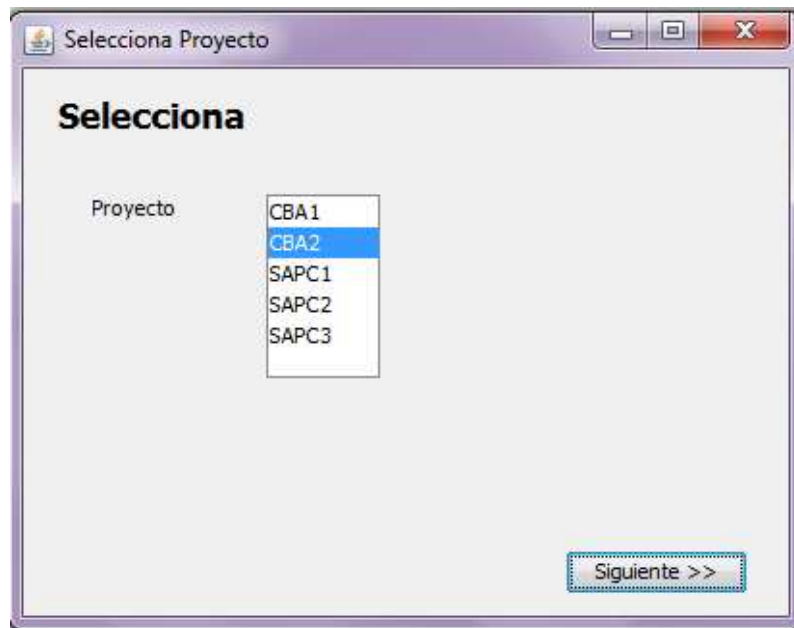 Selecciona Proyecto
Selecciona
Proyecto
CBA1
CBA2
SAPC1
SAPC2
SAPC3
Siguiente >>